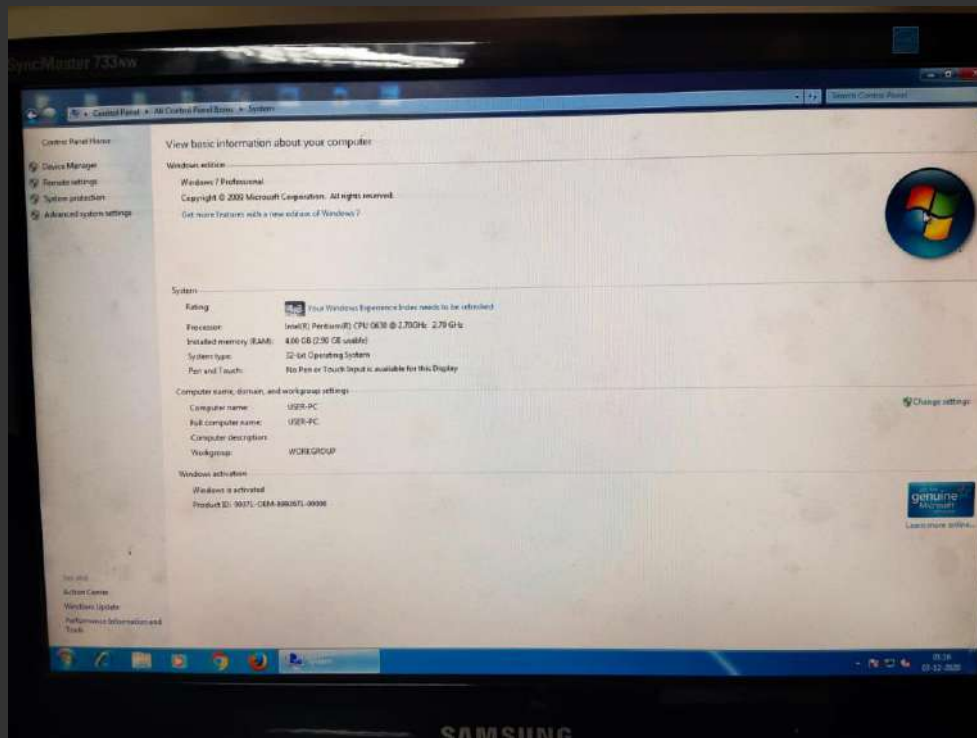 SyncMaster 733NW
Control Panel ▸ All Control Panel Items ▸ System
Search Control Panel
Control Panel Home
Device Manager
Remote settings
System protection
Advanced system settings
View basic information about your computer
Windows edition
Windows 7 Professional
Copyright © 2009 Microsoft Corporation. All rights reserved.
Get more features with a new edition of Windows 7
System
Rating:
Your Windows Experience Index needs to be refreshed
Processor:
Intel(R) Pentium(R) CPU G630 @ 2.70GHz 2.70 GHz
Installed memory (RAM):
4.00 GB (2.90 GB usable)
System type:
32-bit Operating System
Pen and Touch:
No Pen or Touch Input is available for this Display
Computer name, domain, and workgroup settings
Computer name:
USER-PC
Change settings
Full computer name:
USER-PC
Computer description:
Workgroup:
WORKGROUP
Windows activation
Windows is activated
Product ID:
genuine
Microsoft
Learn more online...
See also
Action Center
Windows Update
Performance Information and
Tools
System
03-12-2020
SAMSUNG